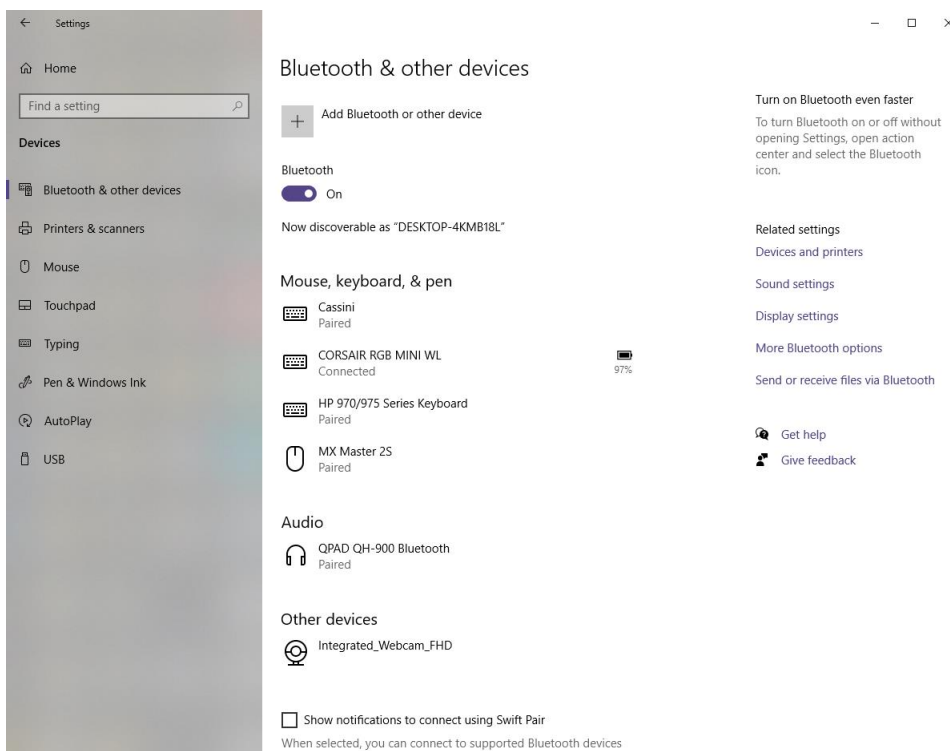 Settings
Home
Find a setting
Devices
Bluetooth & other devices
Printers & scanners
Mouse
Touchpad
Typing
Pen & Windows Ink
AutoPlay
USB
Bluetooth & other devices
Add Bluetooth or other device
Bluetooth
On
Now discoverable as “DESKTOP-4KMB18L”
Mouse, keyboard, & pen
Cassini
Paired
CORSAIR RGB MINI WL
Connected
97%
HP 970/975 Series Keyboard
Paired
MX Master 2S
Paired
Audio
QPAD QH-900 Bluetooth
Paired
Other devices
Integrated_Webcam_FHD
Show notifications to connect using Swift Pair
When selected, you can connect to supported Bluetooth devices
Turn on Bluetooth even faster
To turn Bluetooth on or off without
opening Settings, open action
center and select the Bluetooth
icon.
Related settings
Devices and printers
Sound settings
Display settings
More Bluetooth options
Send or receive files via Bluetooth
Get help
Give feedback